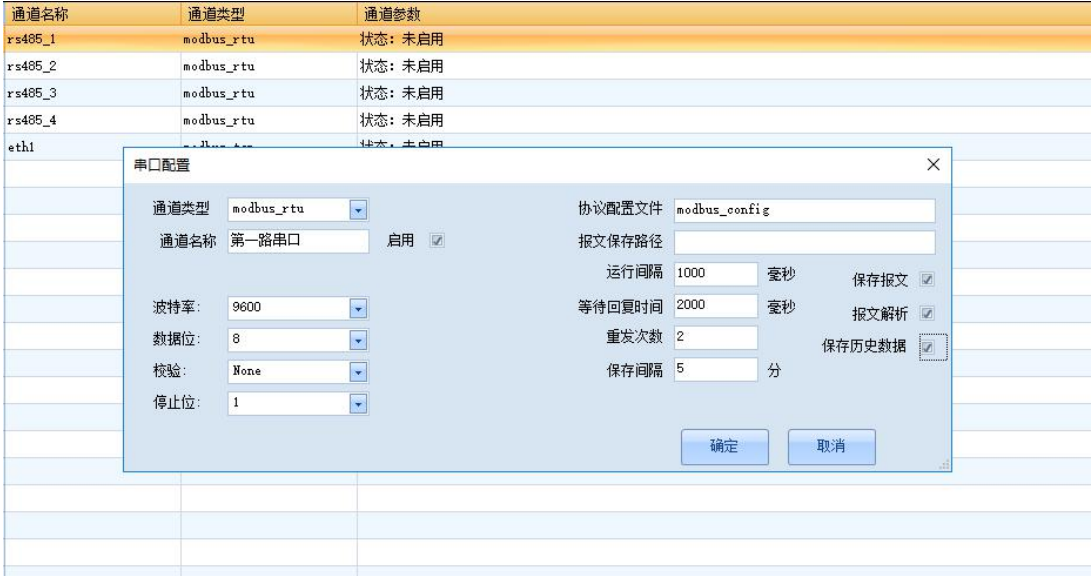 通道名称 通道类型 通道参数
rs485_1 modbus_rtu 状态: 未启用
rs485_2 modbus_rtu 状态: 未启用
rs485_3 modbus_rtu 状态: 未启用
rs485_4 modbus_rtu 状态: 未启用
eth1
串口配置
通道类型 modbus_rtu 协议配置文件 modbus_config
通道名称 第一路串口 启用 报文保存路径
运行间隔 1000 毫秒 保存报文
波特率: 9600 等待回复时间 2000 毫秒 报文解析
数据位: 8 重发次数 2 保存历史数据
校验: None 保存间隔 5 分
停止位: 1
确定 取消